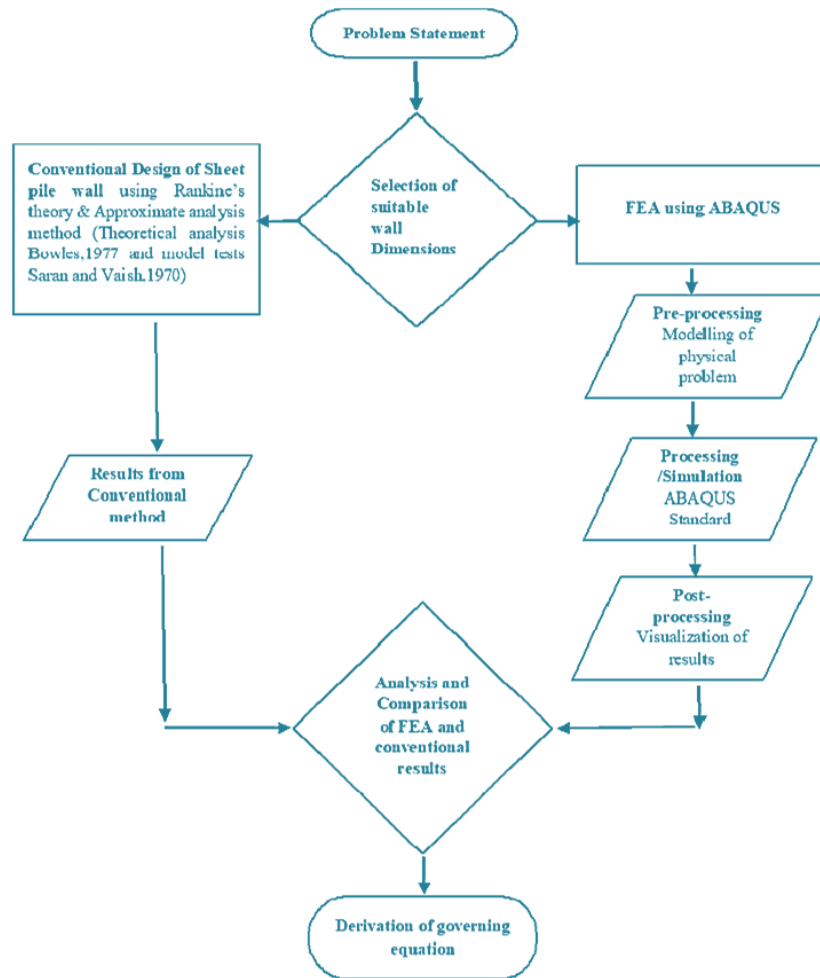 Problem Statement
Selection of
suitable
wall
Dimensions
Conventional Design of Sheet
pile wall using Rankine's
theory & Approximate analysis
method (Theoretical analysis
Bowles,1977 and model tests
Saran and Vaish,1970)
FEA using ABAQUS
Pre-processing
Modelling of
physical
problem
Results from
Conventional
method
Processing
/Simulation
ABAQUS
Standard
Post-
processing
Visualization of
results
Analysis and
Comparison
of FEA and
conventional
results
Derivation of governing
equation